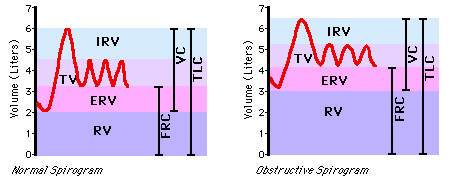 Volume (Liters)
7
6
5
4
3
2
1
0
IRV
TV
ERV
RV
FRC
VC
TLC
Normal Spirogram
Volume (Liters)
7
6
5
4
3
2
1
0
IRV
TV
ERV
RV
FRC
VC
TLC
Obstructive Spirogram